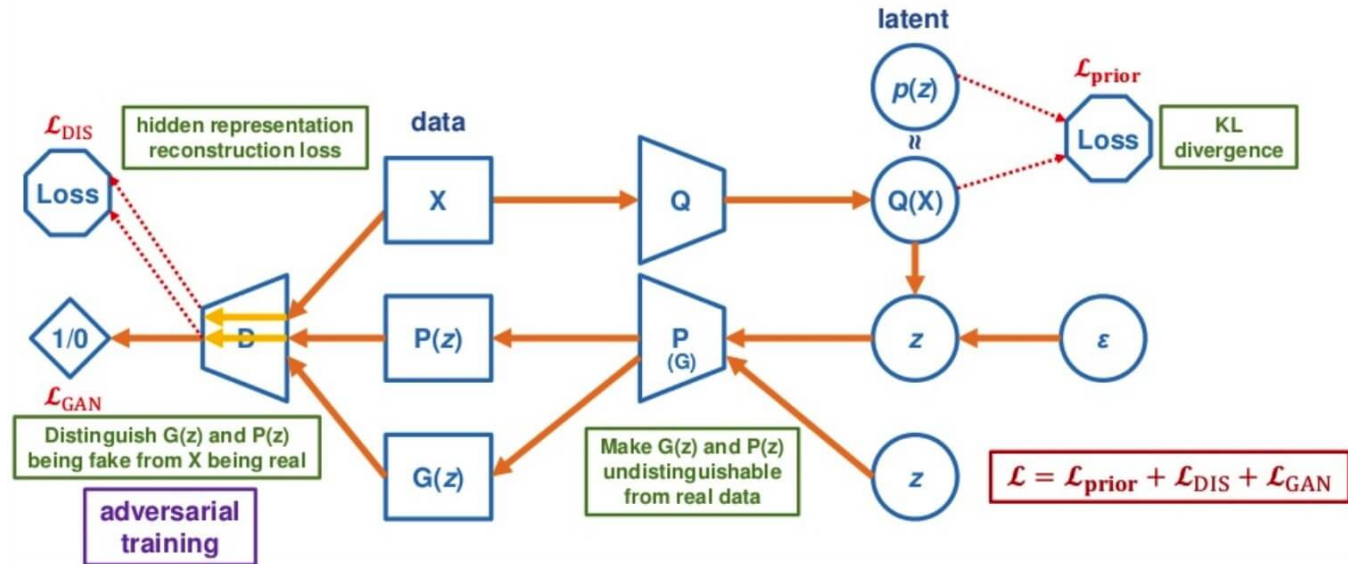 latent
p(z)
≈
Q(X)
𝓛prior
Loss
KL
divergence
𝓛DIS
Loss
hidden representation
reconstruction loss
data
X
Q
1/0
D
P(z)
P
(G)
z
ε
𝓛GAN
Distinguish G(z) and P(z)
being fake from X being real
G(z)
Make G(z) and P(z)
undistinguishable
from real data
z
𝓛 = 𝓛prior + 𝓛DIS + 𝓛GAN
adversarial
training